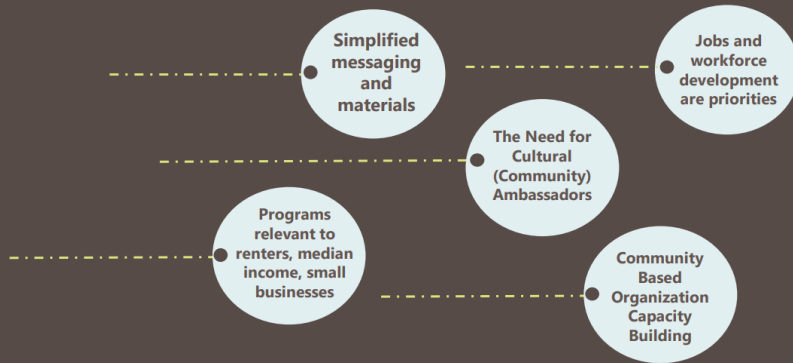 Simplified
messaging
and
materials
Jobs and
workforce
development
are priorities
The Need for
Cultural
(Community)
Ambassadors
Programs
relevant to
renters, median
income, small
businesses
Community
Based
Organization
Capacity
Building